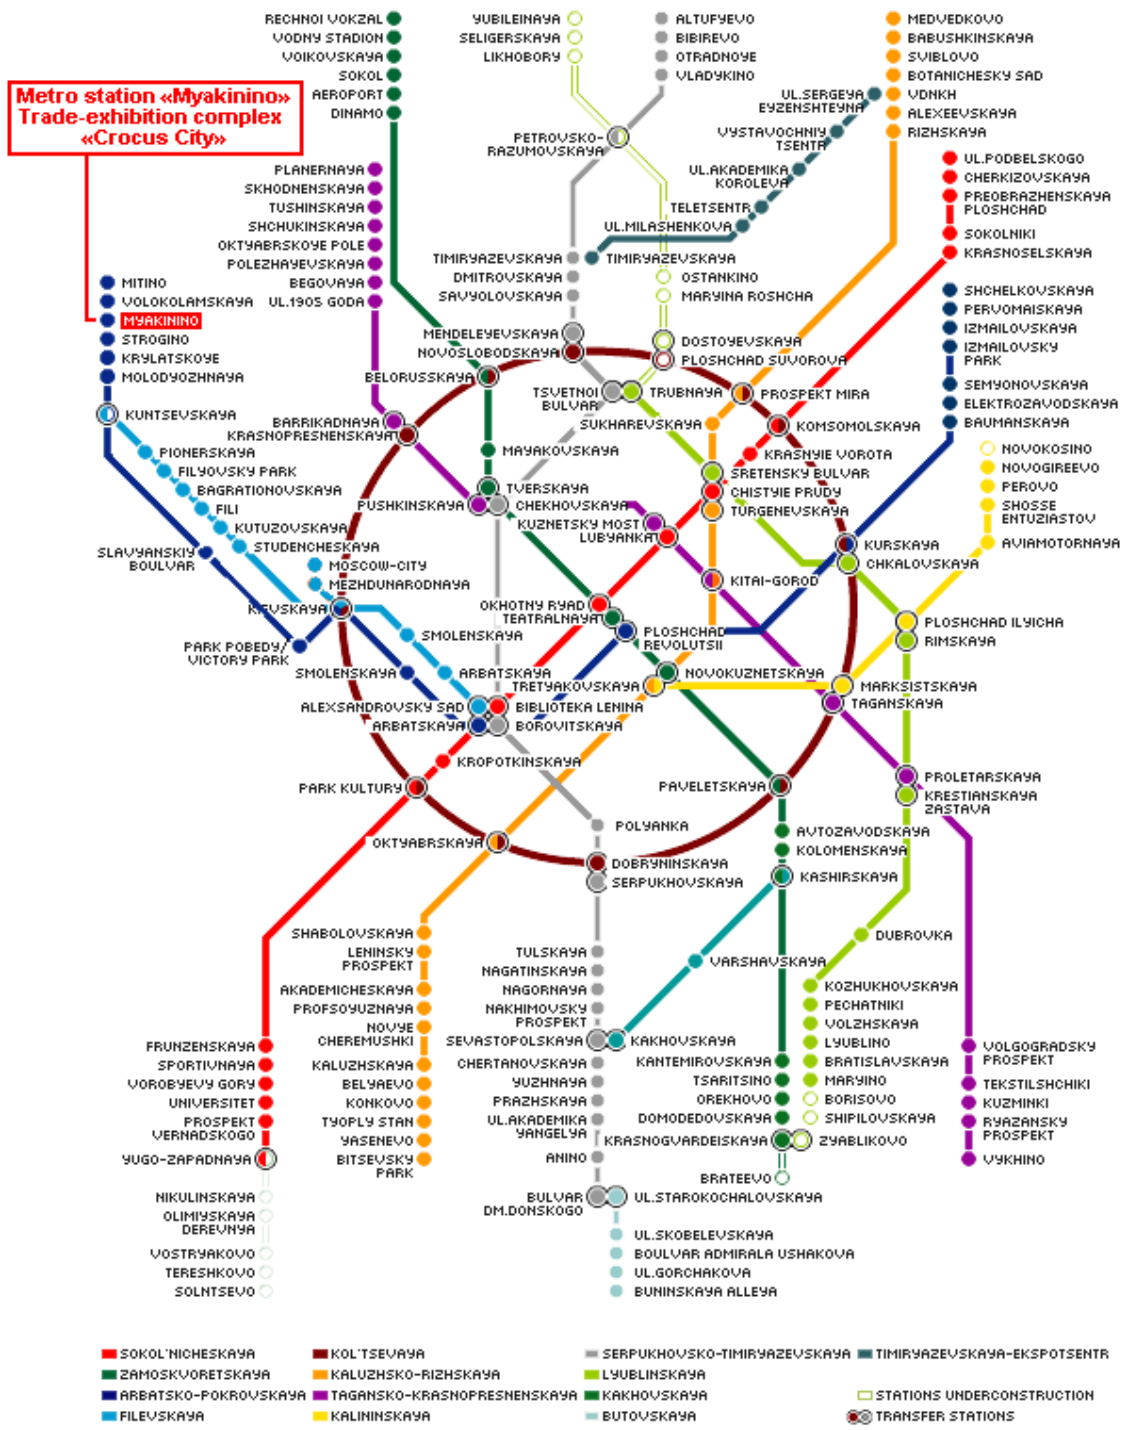 RECHNOI VOKZAL
VODNY STADION
VOIKOVSKAYA
SOKOL
AEROPORT
DINAMO
YUBILEINAYA
SELIGERSKAYA
LIKHOBORY
ALTUFYEVO
BIBIREVO
OTRADNOYE
VLADYKINO
MEDVEDKOVO
BABUSHKINSKAYA
SVIBLOVO
BOTANICHESKY SAD
VDNKH
ALEXEEVSKAYA
RIZHSKAYA
Metro station «Myakinino»
Trade-exhibition complex
«Crocus City»
UL.SERGEYA
EYZENSHTEYNA
VYSTAVOCHNIY
TSENTR
UL.AKADEMIKA
KOROLEVA
TELETSENTR
UL.MILASHENKOVA
TIMIRYAZEVSKAYA
PETROVSKO-
RAZUMOVSKAYA
UL.PODBELSKOGO
CHERKIZOVSKAYA
PREOBRAZHENSKAYA
PLOSHCHAD
SOKOLNIKI
KRASNOSELSKAYA
PLANERNAYA
SKHODNENSKAYA
TUSHINSKAYA
SHCHUKINSKAYA
OKTYABRSKOYE POLE
POLEZHAYEVSKAYA
BEGOVAYA
UL.1905 GODA
TIMIRYAZEVSKAYA
DMITROVSKAYA
SAVYOLOVSKAYA
MENDELEYEVSKAYA
NOVOSLOBODSKAYA
OSTANKINO
MARYINA ROSHCHA
DOSTOYEVSKAYA
PLOSHCHAD SUVOROVA
MITINO
VOLOKOLAMSKAYA
MYAKININO
STROGINO
KRYLATSKOYE
MOLODYOZHNAYA
KUNTSEVSKAYA
PIONERSKAYA
FILYOVSKY PARK
BAGRATIONOVSKAYA
FILI
KUTUZOVSKAYA
STUDENCHESKAYA
SHCHELKOVSKAYA
PERVOMAISKAYA
IZMAILOVSKAYA
IZMAILOVSKY
PARK
SEMYONOVSKAYA
ELEKTROZAVODSKAYA
BAUMANSKAYA
NOVOKOSINO
NOVOGIREEVO
PEROVO
SHOSSE
ENTUZIASTOV
AVIAMOTORNAYA
BELORUSSKAYA
BARRIKADNAYA
KRASNOPRESNENSKAYA
TSVETNOI
BULVAR
TRUBNAYA
PROSPEKT MIRA
SUKHAREVSKAYA
KOMSOMOLSKAYA
MAYAKOVSKAYA
KRASNYIE VOROTA
SRETENSKY BULVAR
CHISTYIE PRUDY
TURGENEVSKAYA
TVERSKAYA
PUSHKINSKAYA
CHEKHOVSKAYA
KUZNETSKY MOST
LUBYANKA
KURSKAYA
CHKALOVSKAYA
SLAVYANSKIY
BOULVAR
MOSCOW-CITY
MEZHDUNARODNAYA
KITAI-GOROD
KIEVSKAYA
OKHOTNY RYAD
TEATRALNAYA
PLOSHCHAD
REVOLUTSII
PLOSHCHAD ILYICHA
RIMSKAYA
PARK POBEDY/
VICTORY PARK
SMOLENSKAYA
SMOLENSKAYA
ARBATSKAYA
NOVOKUZNETSKAYA
TRETYAKOVSKAYA
MARKSISTSKAYA
TAGANSKAYA
ALEXSANDROVSKY SAD
BIBLIOTEKA LENINA
ARBATSKAYA
BOROVITSKAYA
KROPOTKINSKAYA
PARK KULTURY
PAVELETSKAYA
PROLETARSKAYA
KRESTIANSKAYA
ZASTAVA
OKTYABRSKAYA
POLYANKA
DOBRYNINSKAYA
SERPUKHOVSKAYA
AVTOZAVODSKAYA
KOLOMENSKAYA
KASHIRSKAYA
SHABOLOVSKAYA
LENINSKY
PROSPEKT
AKADEMICHESKAYA
PROFSOYUZNAYA
NOVYE
CHEREMUSHKI
KALUZHSKAYA
BELYAEVO
KONKOVO
TYOPLY STAN
YASENEVO
BITSEVSKY
PARK
TULSKAYA
NAGATINSKAYA
NAGORNAYA
NAKHIMOVSKY
PROSPEKT
SEVASTOPOLSKAYA
KAKHOVSKAYA
VARSHAVSKAYA
CHERTANOVSKAYA
YUZHNAYA
PRAZHSKAYA
UL.AKADEMIKA
YANGELYA
ANINO
BULVAR
DM.DONSKOGO
UL.STAROKOCHALOVSKAYA
UL.SKOBELEVSKAYA
BOULVAR ADMIRALA USHAKOVA
UL.GORCHAKOVA
BUNINSKAYA ALLEYA
DUBROVKA
KOZHUKHOVSKAYA
PECHATNIKI
VOLZHSKAYA
LYUBLINO
BRATISLAVSKAYA
MARYINO
BORISOVO
SHIPILOVSKAYA
ZYABLIKOVO
KANTEMIROVSKAYA
TSARITSINO
OREKHOVO
DOMODEDOVSKAYA
KRASNOGVARDEISKAYA
BRATEEVO
VOLGOGRADSKY
PROSPEKT
TEKSTILSHCHIKI
KUZMINKI
RYAZANSKY
PROSPEKT
VYKHINO
FRUNZENSKAYA
SPORTIVNAYA
VOROBYEVY GORY
UNIVERSITET
PROSPEKT
VERNADSKOGO
YUGO-ZAPADNAYA
NIKULINSKAYA
OLIMIYSKAYA
DEREVNYA
VOSTRYAKOVO
TERESHKOVO
SOLNTSEVO
SOKOL'NICHESKAYA
ZAMOSKVORETSKAYA
ARBATSKO-POKROVSKAYA
FILEVSKAYA
KOL'TSEVAYA
KALUZHSKO-RIZHSKAYA
TAGANSKO-KRASNOPRESNENSKAYA
KALININSKAYA
SERPUKHOVSKO-TIMIRYAZEVSKAYA
LYUBLINSKAYA
KAKHOVSKAYA
BUTOVSKAYA
TIMIRYAZEVSKAYA-EKSPOTSENTR
STATIONS UNDERCONSTRUCTION
TRANSFER STATIONS